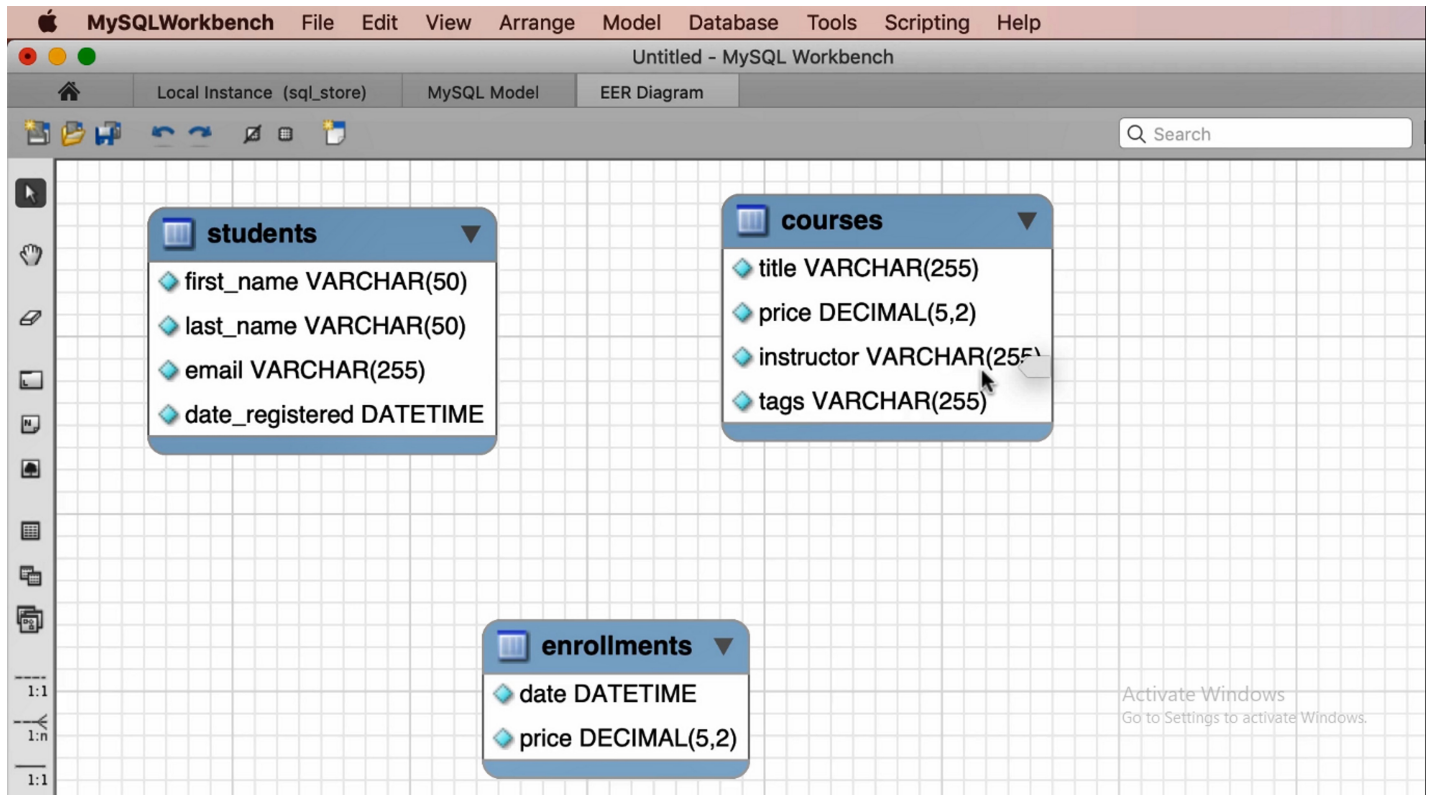 MySQLWorkbench File Edit View Arrange Model Database Tools Scripting Help
Untitled - MySQL Workbench
Local Instance (sql_store) MySQL Model EER Diagram
Search
students
first_name VARCHAR(50)
last_name VARCHAR(50)
email VARCHAR(255)
date_registered DATETIME
courses
title VARCHAR(255)
price DECIMAL(5,2)
instructor VARCHAR(255)
tags VARCHAR(255)
enrollments
date DATETIME
price DECIMAL(5,2)
1:1
1:n
1:1
Activate Windows
Go to Settings to activate Windows.